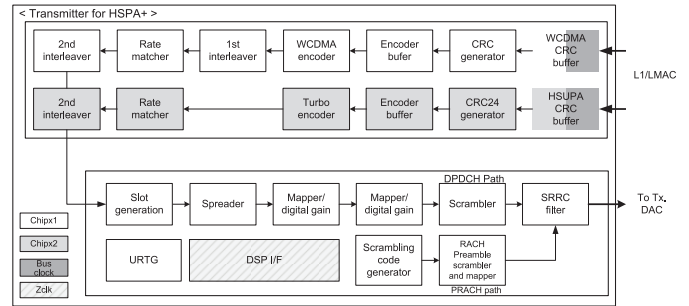 < Transmitter for HSPA+ >
2nd
interleaver
Rate
matcher
1st
interleaver
WCDMA
encoder
Encoder
bufer
CRC
generator
WCDMA
CRC
buffer
L1/LMAC
2nd
interleaver
Rate
matcher
Turbo
encoder
Encoder
buffer
CRC24
generator
HSUPA
CRC
buffer
DPDCH Path
Slot
generation
Spreader
Mapper/
digital gain
Mapper/
digital gain
Scrambler
SRRC
filter
To Tx.
DAC
Chipx1
Chipx2
Bus
clock
Zclk
URTG
DSP I/F
Scrambling
code
generator
RACH
Preamble
scrambler
and mapper
PRACH path